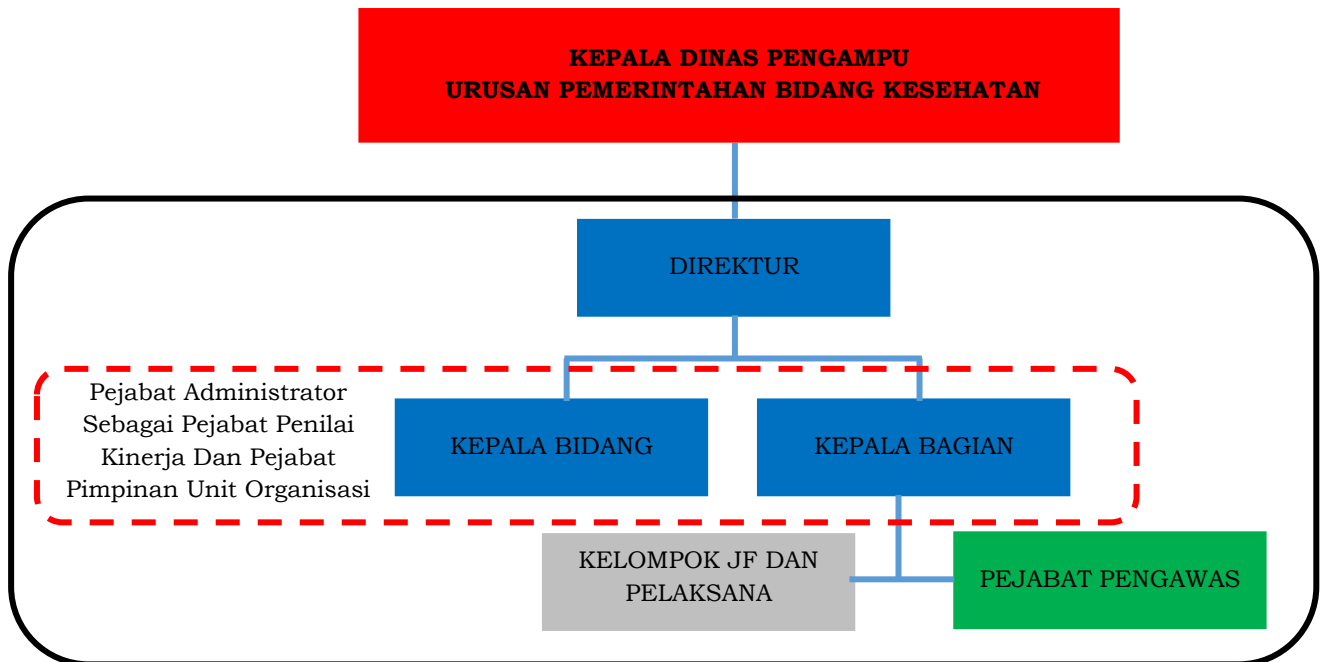 KEPALA DINAS PENGAMPU
URUSAN PEMERINTAHAN BIDANG KESEHATAN
DIREKTUR
Pejabat Administrator
Sebagai Pejabat Penilai
Kinerja Dan Pejabat
Pimpinan Unit Organisasi
KEPALA BIDANG
KEPALA BAGIAN
KELOMPOK JF DAN
PELAKSANA
PEJABAT PENGAWAS